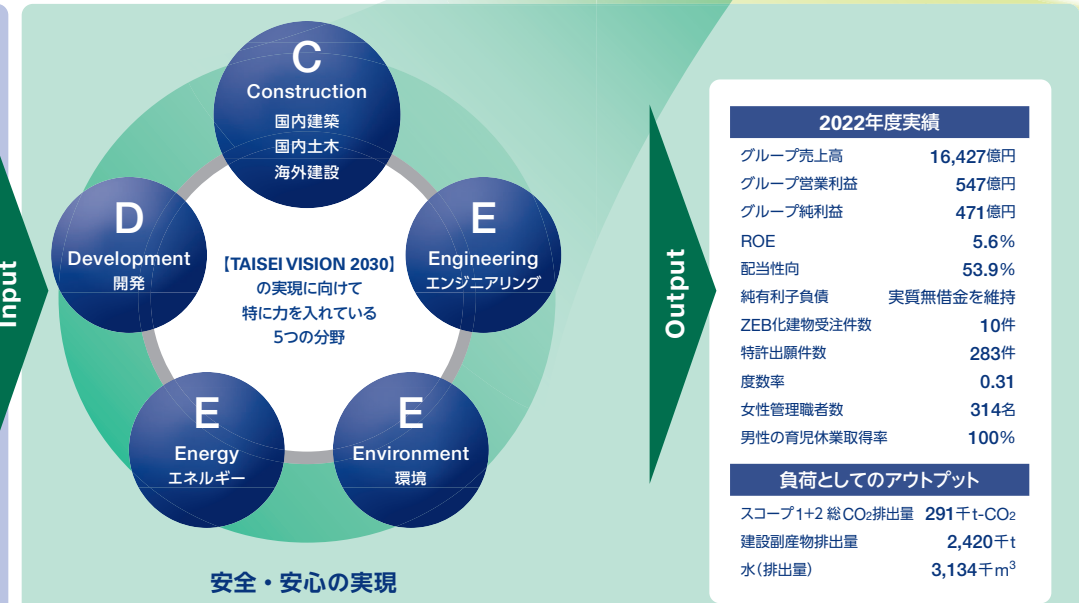 Input
C
Construction
国内建築
国内土木
海外建設
D
Development
開発
E
Engineering
エンジニアリング
【TAISEI VISION 2030】
の実現に向けて
特に力を入れている
5つの分野
E
Energy
エネルギー
E
Environment
環境
安全・安心の実現
Output
2022年度実績
グループ売上高 16,427億円
グループ営業利益 547億円
グループ純利益 471億円
ROE 5.6%
配当性向 53.9%
純有利子負債 実質無借金を維持
ZEB化建物受注件数 10件
特許出願件数 283件
度数率 0.31
女性管理職者数 314名
男性の育児休業取得率 100%
負荷としてのアウトプット
スコープ1+2 総CO₂排出量 291千t-CO₂
建設副産物排出量 2,420千t
水(排出量) 3,134千m³